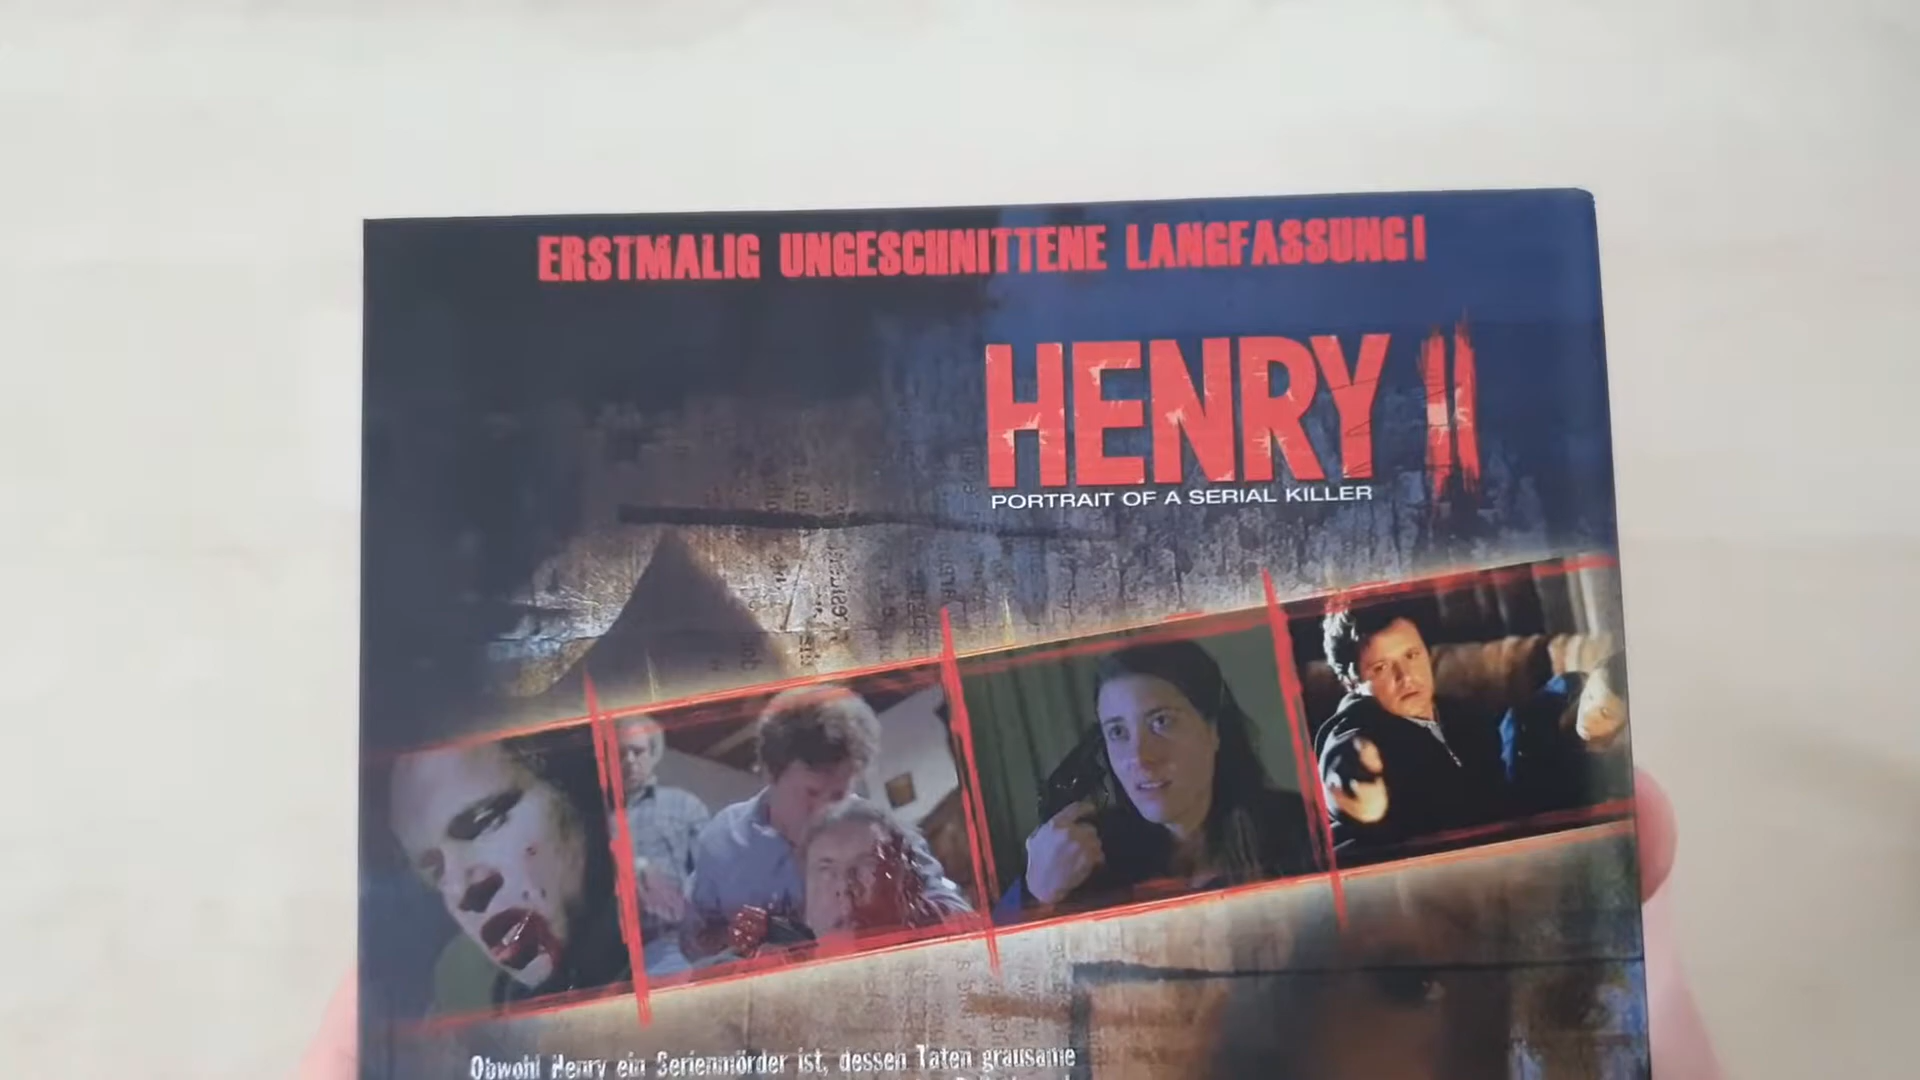 ERSTMALIG UNGESCHNITTENE LANGFASSUNG!
HENRY II
PORTRAIT OF A SERIAL KILLER
Obwohl Henry ein Serienmörder ist, dessen Taten grausame